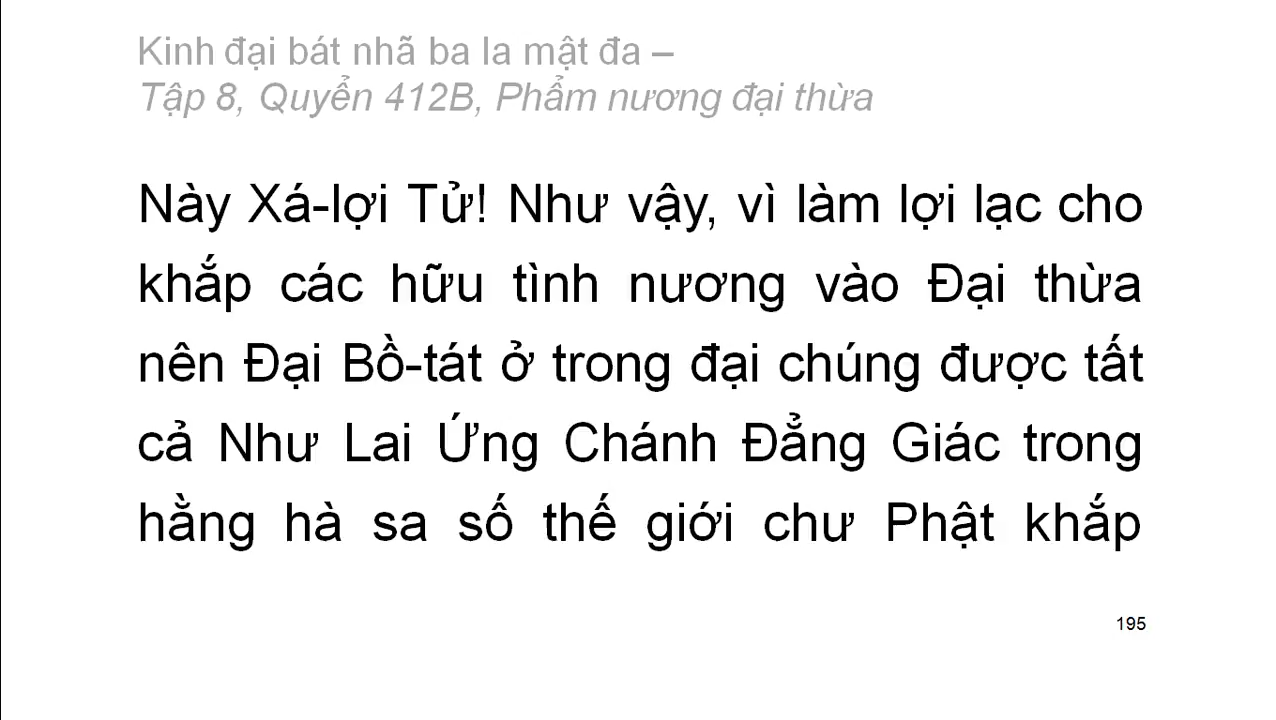 Kinh đại bát nhã ba la mật đa –
Tập 8, Quyển 412B, Phẩm nương đại thừa
Này Xá-lợi Tử! Như vậy, vì làm lợi lạc cho
khắp các hữu tình nương vào Đại thừa
nên Đại Bồ-tát ở trong đại chúng được tất
cả Như Lai Ứng Chánh Đẳng Giác trong
hằng hà sa số thế giới chư Phật khắp
195